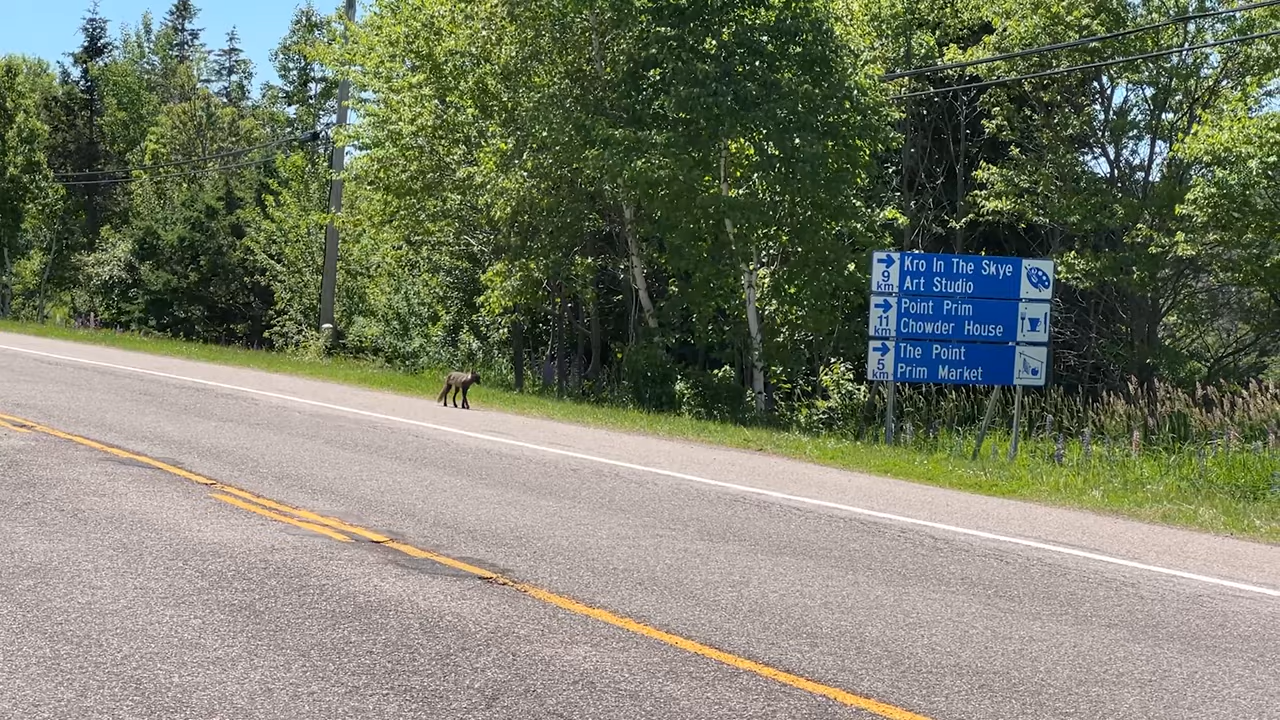 9 km
Kro In The Skye
Art Studio
11 km
Point Prim
Chowder House
5 km
The Point
Prim Market